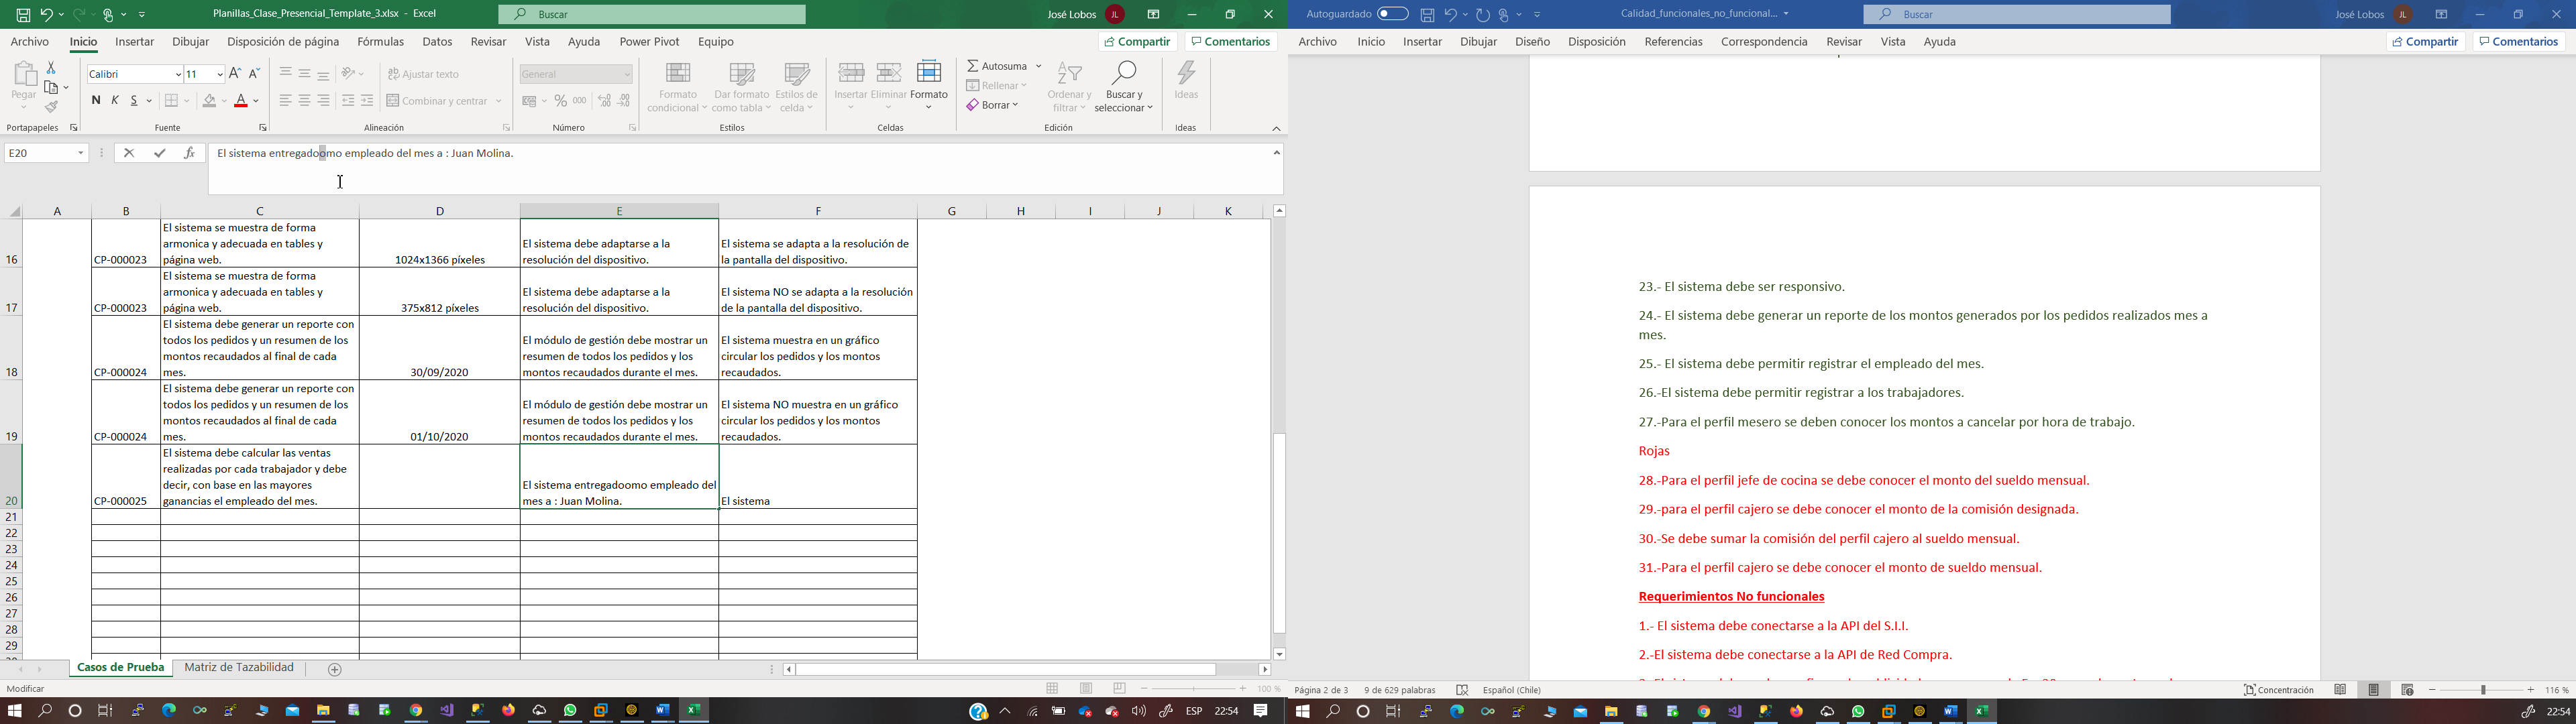 Planillas_Clase_Presencial_Template_3.xlsx - Excel
Buscar
José Lobos JL
Archivo Inicio Insertar Dibujar Disposición de página Fórmulas Datos Revisar Vista Ayuda Power Pivot Equipo
Compartir Comentarios
Pegar
Portapapeles
Calibri 11
N K S
Fuente
Ajustar texto
Combinar y centrar
Alineación
General
% 000
Número
Formato condicional
Dar formato como tabla
Estilos de celda
Estilos
Insertar Eliminar Formato
Celdas
Autosuma
Rellenar
Borrar
Ordenar y filtrar
Buscar y seleccionar
Edición
Ideas
Ideas
E20
fx
El sistema entregadoomo empleado del mes a : Juan Molina.
A B C D E F G H I J K
16
CP-000023
El sistema se muestra de forma
armonica y adecuada en tables y
página web.
1024x1366 píxeles
El sistema debe adaptarse a la
resolución del dispositivo.
El sistema se adapta a la resolución de
la pantalla del dispositivo.
17
CP-000023
El sistema se muestra de forma
armonica y adecuada en tables y
página web.
375x812 píxeles
El sistema debe adaptarse a la
resolución del dispositivo.
El sistema NO se adapta a la resolución
de la pantalla del dispositivo.
18
CP-000024
El sistema debe generar un reporte con
todos los pedidos y un resumen de los
montos recaudados al final de cada
mes.
30/09/2020
El módulo de gestión debe mostrar un
resumen de todos los pedidos y los
montos recaudados durante el mes.
El sistema muestra en un gráfico
circular los pedidos y los montos
recaudados.
19
CP-000024
El sistema debe generar un reporte con
todos los pedidos y un resumen de los
montos recaudados al final de cada
mes.
01/10/2020
El módulo de gestión debe mostrar un
resumen de todos los pedidos y los
montos recaudados durante el mes.
El sistema NO muestra en un gráfico
circular los pedidos y los montos
recaudados.
20
CP-000025
El sistema debe calcular las ventas
realizadas por cada trabajador y debe
decir, con base en las mayores
ganancias el empleado del mes.
El sistema entregadoomo empleado del
mes a : Juan Molina.
El sistema
21
22
23
24
25
26
27
28
29
Casos de Prueba Matriz de Tazabilidad
Modificar
100 %
ESP 22:54
Autoguardado
Calidad_funcionales_no_funcional...
Buscar
José Lobos JL
Archivo Inicio Insertar Dibujar Diseño Disposición Referencias Correspondencia Revisar Vista Ayuda
Compartir Comentarios
23.- El sistema debe ser responsivo.
24.- El sistema debe generar un reporte de los montos generados por los pedidos realizados mes a
mes.
25.- El sistema debe permitir registrar el empleado del mes.
26.-El sistema debe permitir registrar a los trabajadores.
27.-Para el perfil mesero se deben conocer los montos a cancelar por hora de trabajo.
Rojas
28.-Para el perfil jefe de cocina se debe conocer el monto del sueldo mensual.
29.-para el perfil cajero se debe conocer el monto de la comisión designada.
30.-Se debe sumar la comisión del perfil cajero al sueldo mensual.
31.-Para el perfil cajero se debe conocer el monto de sueldo mensual.
Requerimientos No funcionales
1.- El sistema debe conectarse a la API del S.I.I.
2.-El sistema debe conectarse a la API de Red Compra.
Página 2 de 3 9 de 629 palabras Español (Chile)
Concentración
116 %
22:54